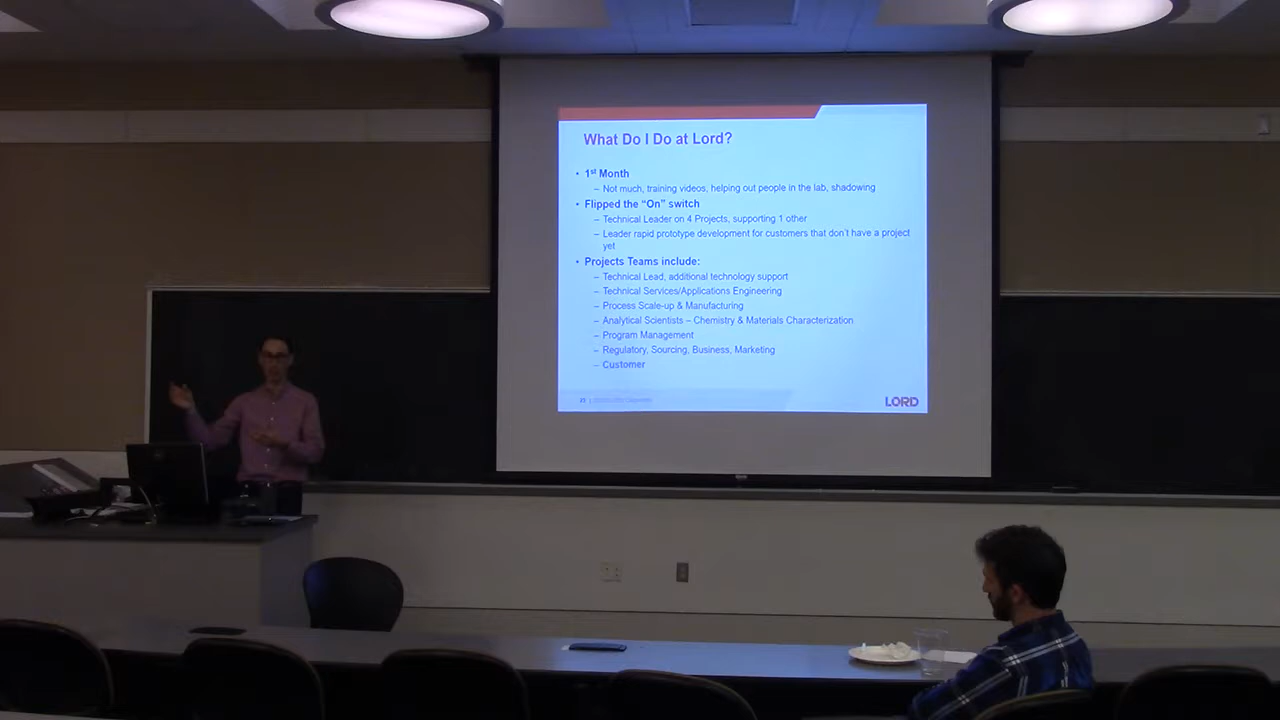 What Do I Do at Lord?
• 1st Month
– Not much, training videos, helping out people in the lab, shadowing
• Flipped the “On” switch
– Technical Leader on 4 Projects, supporting 1 other
– Leader rapid prototype development for customers that don’t have a project
yet
• Projects Teams include:
– Technical Lead, additional technology support
– Technical Services/Applications Engineering
– Process Scale-up & Manufacturing
– Analytical Scientists – Chemistry & Materials Characterization
– Program Management
– Regulatory, Sourcing, Business, Marketing
– Customer
LORD